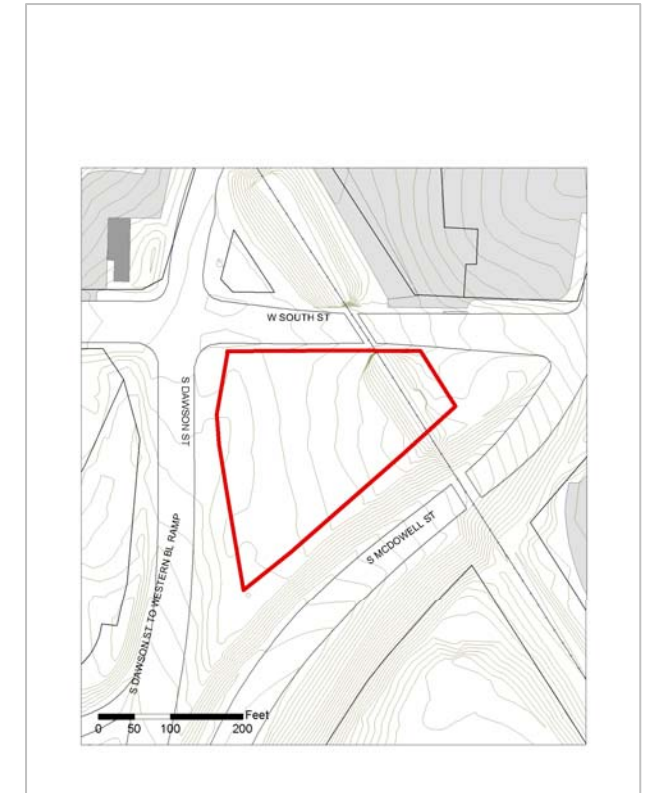 W SOUTH ST
S DAWSON ST
S MCDOWELL ST
S DAWSON ST TO WESTERN BL RAMP
Feet
0 50 100 200